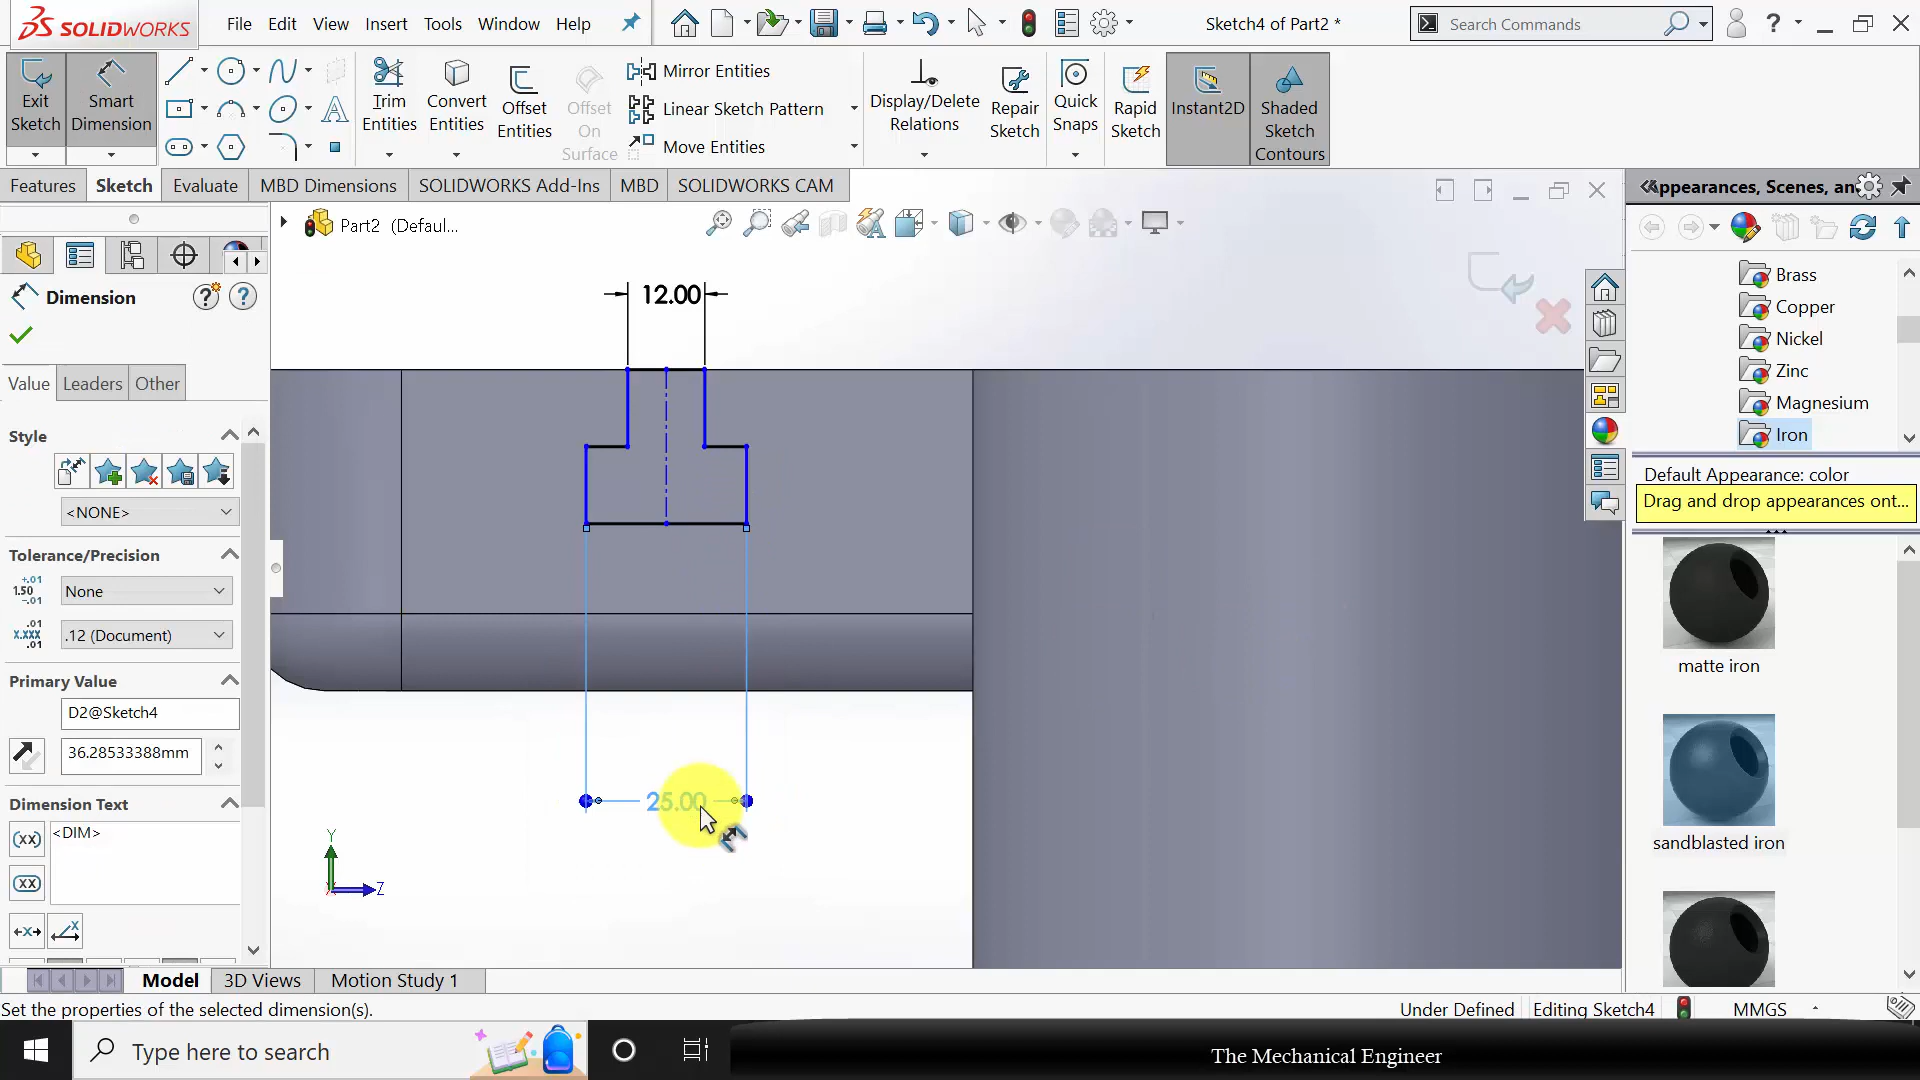 SOLIDWORKS
File Edit View Insert Tools Window Help
Sketch4 of Part2 *
Search Commands
Exit Sketch
Smart Dimension
Trim Entities
Convert Entities
Offset Entities
Offset On Surface
Mirror Entities
Linear Sketch Pattern
Move Entities
Display/Delete Relations
Repair Sketch
Quick Snaps
Rapid Sketch
Instant2D
Shaded Sketch Contours
Features Sketch Evaluate MBD Dimensions SOLIDWORKS Add-Ins MBD SOLIDWORKS CAM
Part2 (Defaul...
Appearances, Scenes, an
Dimension
Value Leaders Other
Style
<NONE>
Tolerance/Precision
None
.12 (Document)
Primary Value
D2@Sketch4
36.28533388mm
Dimension Text
<DIM>
12.00
25.00
Y
Z
Brass
Copper
Nickel
Zinc
Magnesium
Iron
Default Appearance: color
Drag and drop appearances ont...
matte iron
sandblasted iron
Model 3D Views Motion Study 1
Set the properties of the selected dimension(s).
Under Defined Editing Sketch4 MMGS
Type here to search
The Mechanical Engineer